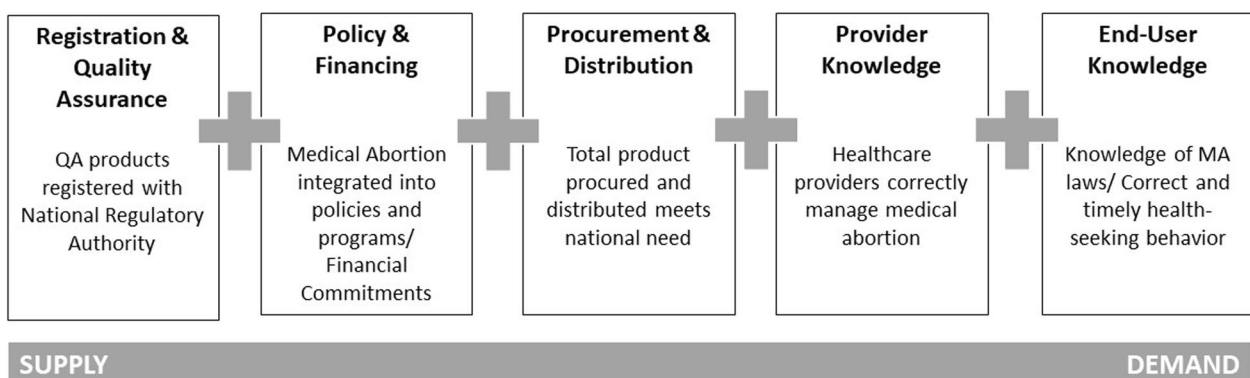 Registration &
Quality
Assurance
QA products
registered with
National Regulatory
Authority
Policy &
Financing
Medical Abortion
integrated into
policies and
programs/
Financial
Commitments
Procurement &
Distribution
Total product
procured and
distributed meets
national need
Provider
Knowledge
Healthcare
providers correctly
manage medical
abortion
End-User
Knowledge
Knowledge of MA
laws/ Correct and
timely health-
seeking behavior
SUPPLY
DEMAND